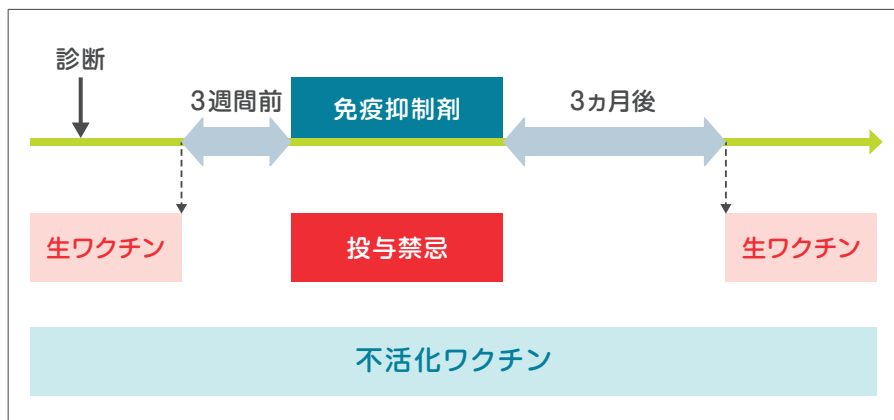 診断
3週間前
免疫抑制剤
3ヵ月後
生ワクチン
投与禁忌
生ワクチン
不活化ワクチン